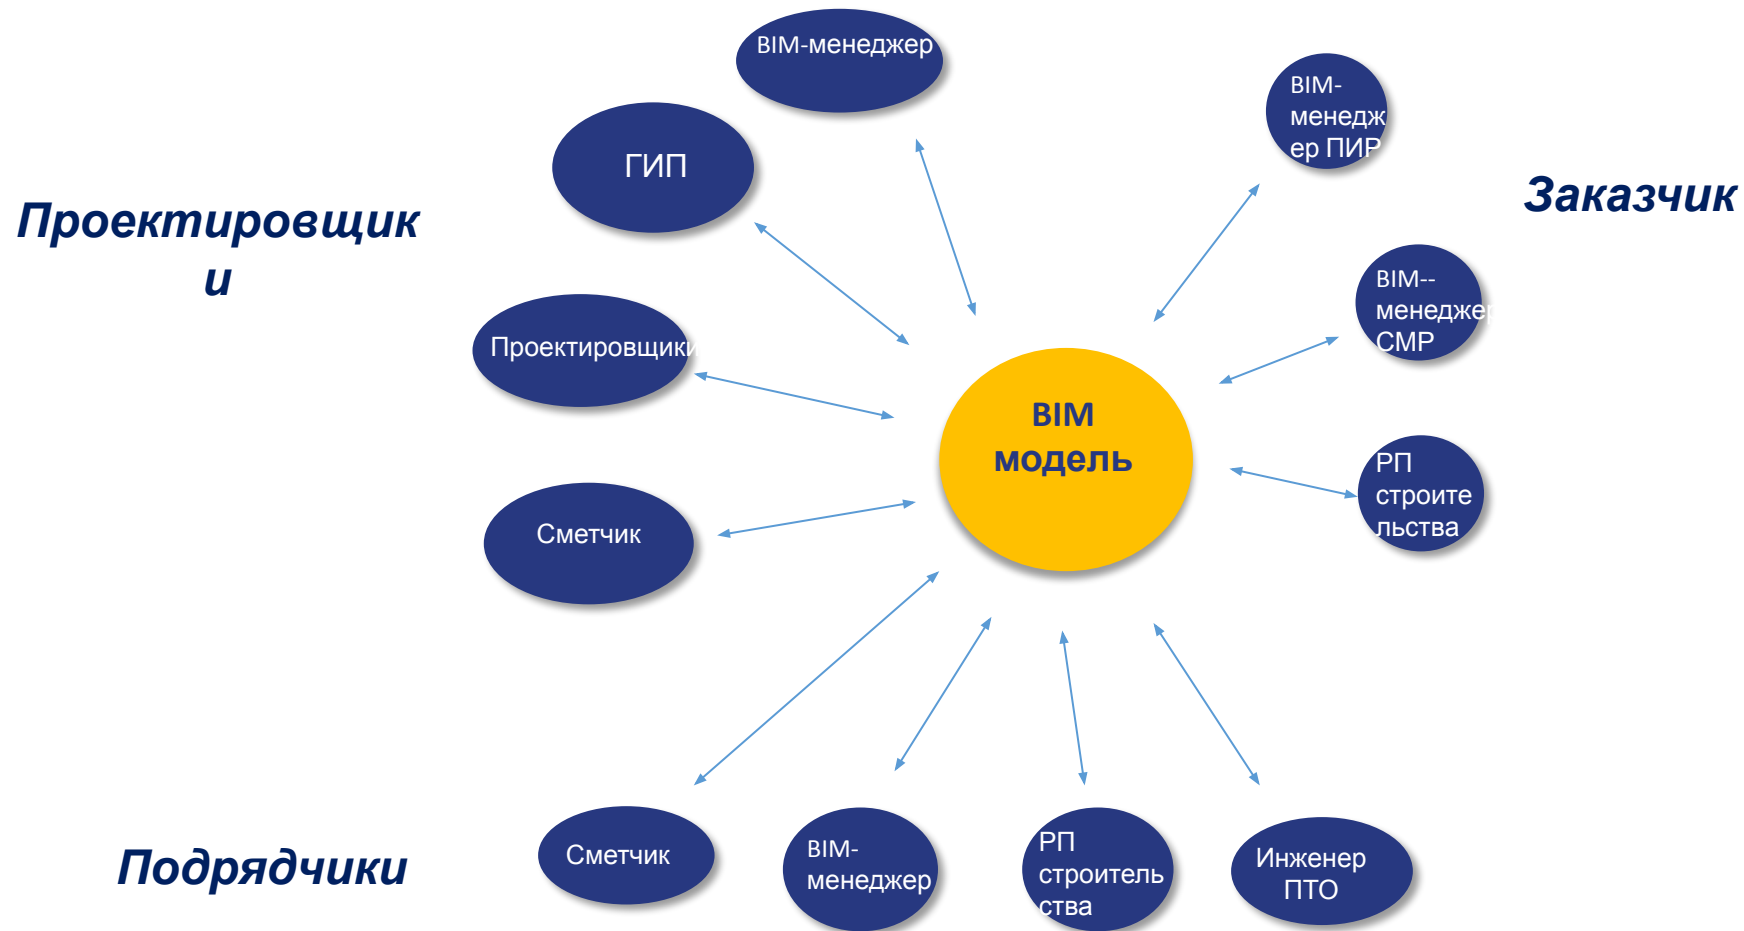 BIM-менеджер
ГИП
Проектировщик
и
Проектировщики
Сметчик
BIM-
менедж
ер ПИР
Заказчик
BIM--
менеджер
СМР
РП
строите
льства
BIM
модель
Подрядчики
Сметчик
BIM-
менеджер
РП
строитель
ства
Инженер
ПТО